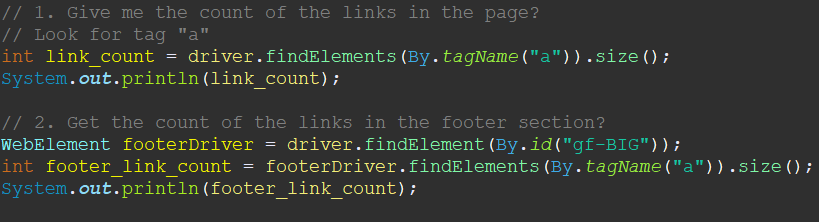 // 1. Give me the count of the links in the page?
// Look for tag "a"
int link_count = driver.findElements(By.tagName("a")).size();
System.out.println(link_count);
// 2. Get the count of the links in the footer section?
WebElement footerDriver = driver.findElement(By.id("gf-BIG"));
int footer_link_count = footerDriver.findElements(By.tagName("a")).size();
System.out.println(footer_link_count);